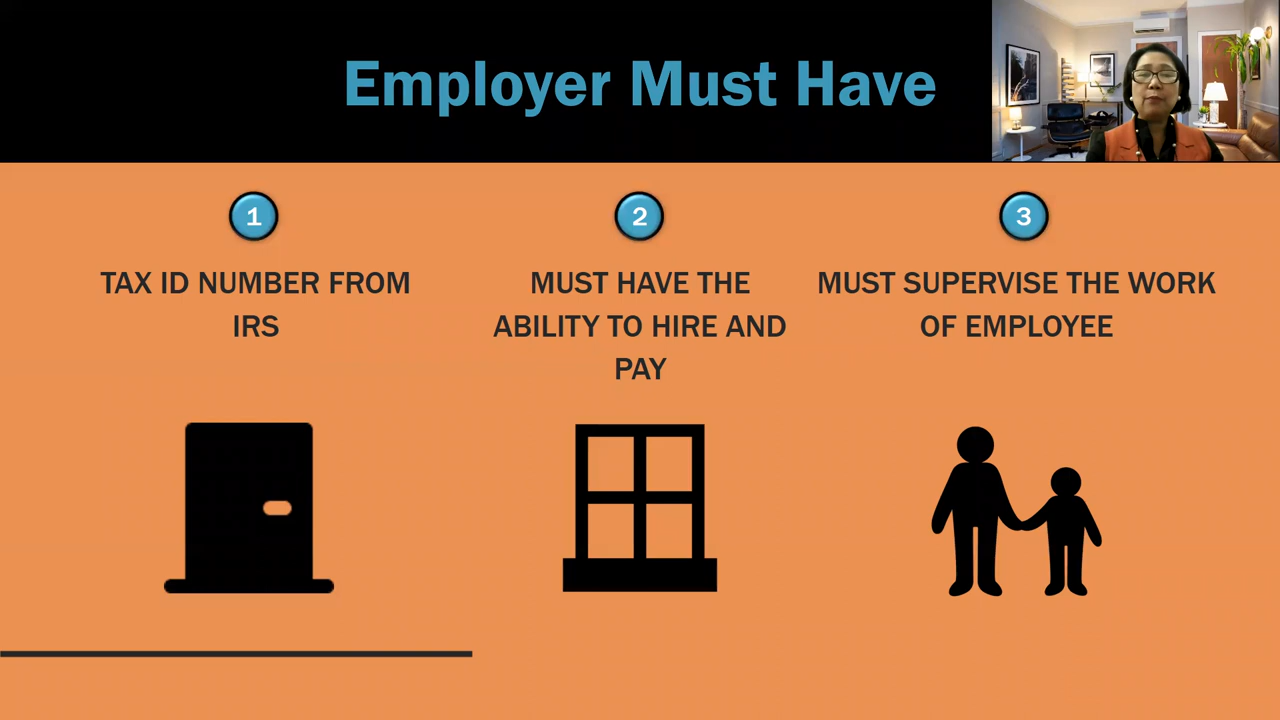 Employer Must Have
1
TAX ID NUMBER FROM
IRS
2
MUST HAVE THE
ABILITY TO HIRE AND
PAY
3
MUST SUPERVISE THE WORK
OF EMPLOYEE